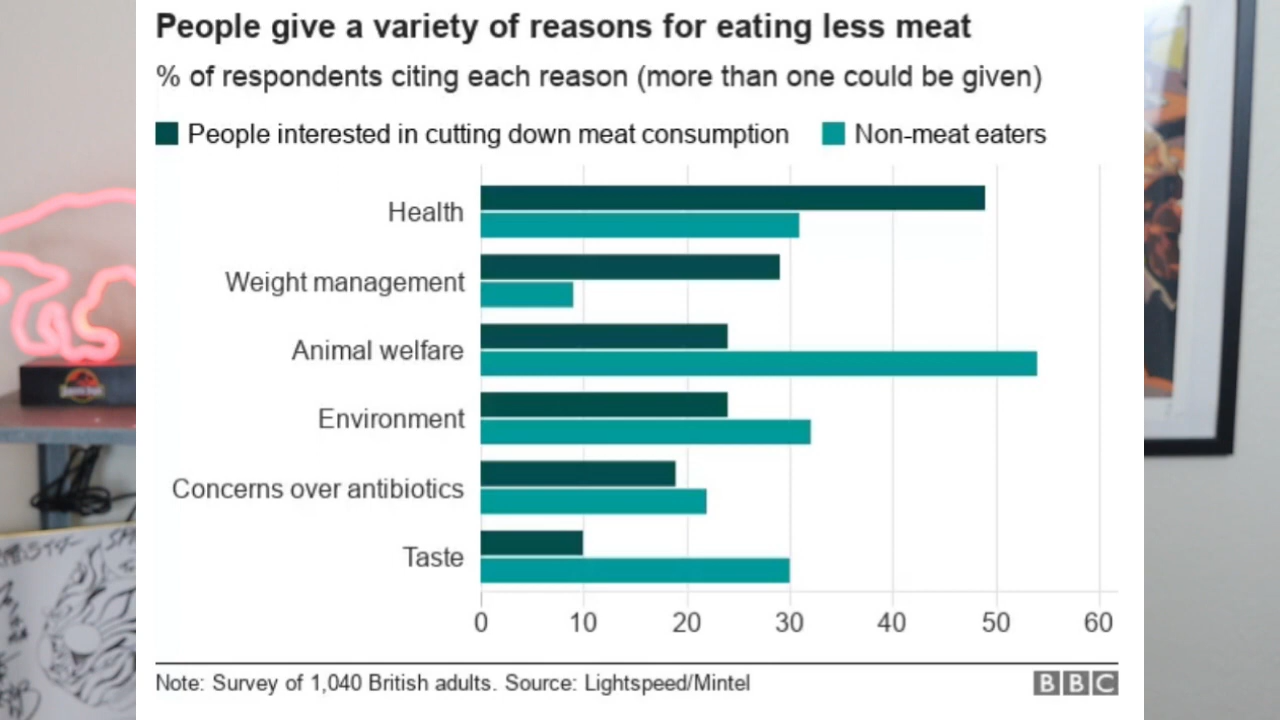 People give a variety of reasons for eating less meat
% of respondents citing each reason (more than one could be given)
People interested in cutting down meat consumption Non-meat eaters
Health
Weight management
Animal welfare
Environment
Concerns over antibiotics
Taste
0 10 20 30 40 50 60
Note: Survey of 1,040 British adults. Source: Lightspeed/Mintel
BBC